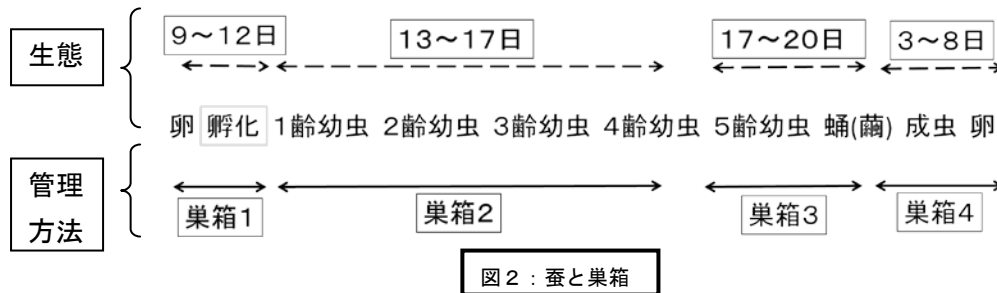 生態
9～12日 13～17日 17～20日 3～8日
卵 孵化 1齢幼虫 2齢幼虫 3齢幼虫 4齢幼虫 5齢幼虫 蛹(繭) 成虫 卵
管理
方法
巣箱1 巣箱2 巣箱3 巣箱4
図2：蚕と巣箱